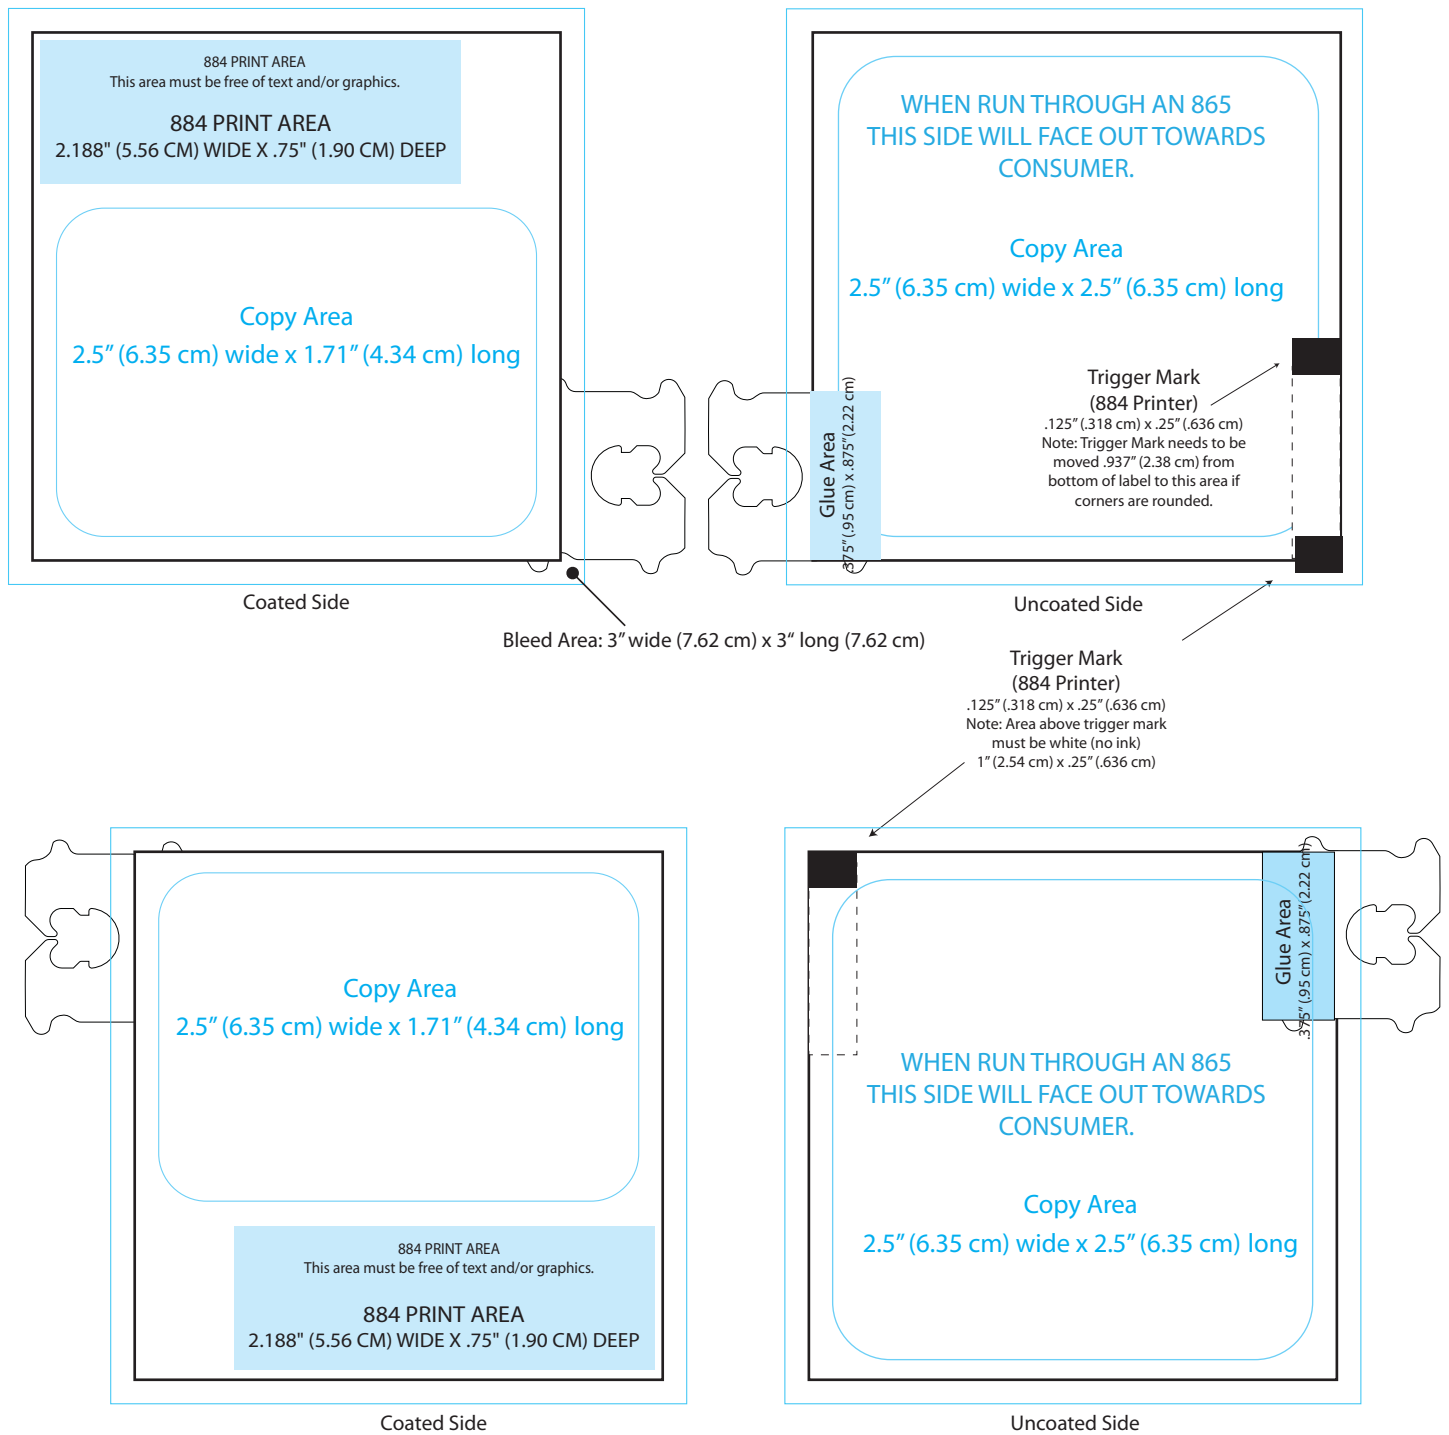 884 PRINT AREA
This area must be free of text and/or graphics.
884 PRINT AREA
2.188" (5.56 CM) WIDE X .75" (1.90 CM) DEEP
Copy Area
2.5” (6.35 cm) wide x 1.71” (4.34 cm) long
Coated Side
WHEN RUN THROUGH AN 865
THIS SIDE WILL FACE OUT TOWARDS
CONSUMER.
Copy Area
2.5” (6.35 cm) wide x 2.5” (6.35 cm) long
Trigger Mark
(884 Printer)
.125” (.318 cm) x .25” (.636 cm)
Note: Trigger Mark needs to be
moved .937” (2.38 cm) from
bottom of label to this area if
corners are rounded.
Glue Area
.375” (.95 cm) x .875” (2.22 cm)
Uncoated Side
Bleed Area: 3” wide (7.62 cm) x 3“ long (7.62 cm)
Trigger Mark
(884 Printer)
.125” (.318 cm) x .25” (.636 cm)
Note: Area above trigger mark
must be white (no ink)
1” (2.54 cm) x .25” (.636 cm)
Copy Area
2.5” (6.35 cm) wide x 1.71” (4.34 cm) long
884 PRINT AREA
This area must be free of text and/or graphics.
884 PRINT AREA
2.188" (5.56 CM) WIDE X .75" (1.90 CM) DEEP
Coated Side
Glue Area
.375” (.95 cm) x .875” (2.22 cm)
WHEN RUN THROUGH AN 865
THIS SIDE WILL FACE OUT TOWARDS
CONSUMER.
Copy Area
2.5” (6.35 cm) wide x 2.5” (6.35 cm) long
Uncoated Side